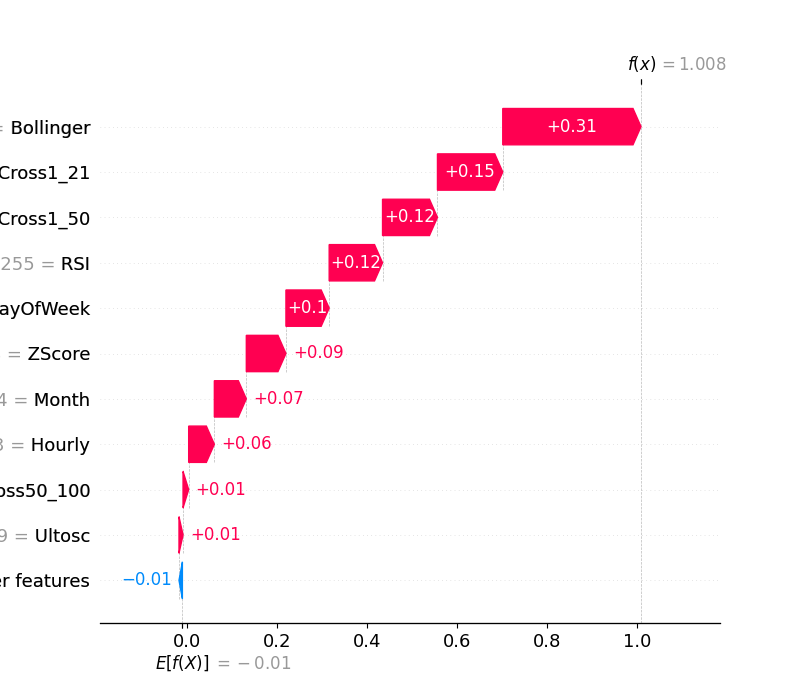 f(x) = 1.008
= Bollinger
+0.31
Cross1_21
+0.15
Cross1_50
+0.12
255 = RSI
+0.12
ayOfWeek
+0.1
= ZScore
+0.09
4 = Month
+0.07
3 = Hourly
+0.06
oss50_100
+0.01
9 = Ultosc
+0.01
er features
−0.01
0.0 0.2 0.4 0.6 0.8 1.0
E[f(X)] = −0.01